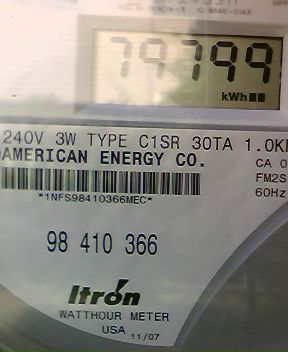 79799
kWh
240V 3W TYPE C1SR 30TA 1.0K
AMERICAN ENERGY CO.
CA 0
FM2S
*1NFS98410366MEC*
60Hz
98 410 366
Itron
WATTHOUR METER
USA 11/07